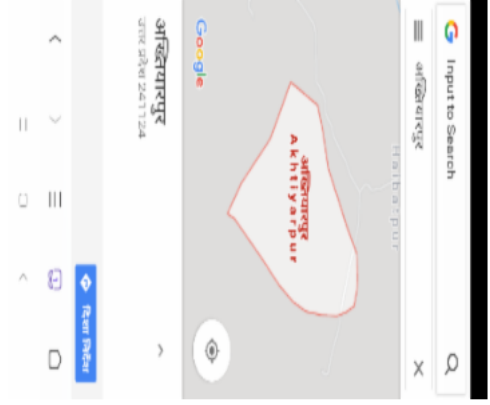 Input to Search
अख्तियारपुर
Haibatpur
अख्तियारपुर
Akhtiyarpur
Google
अख्तियारपुर
उत्तर प्रदेश 241124
दिशा निर्देश